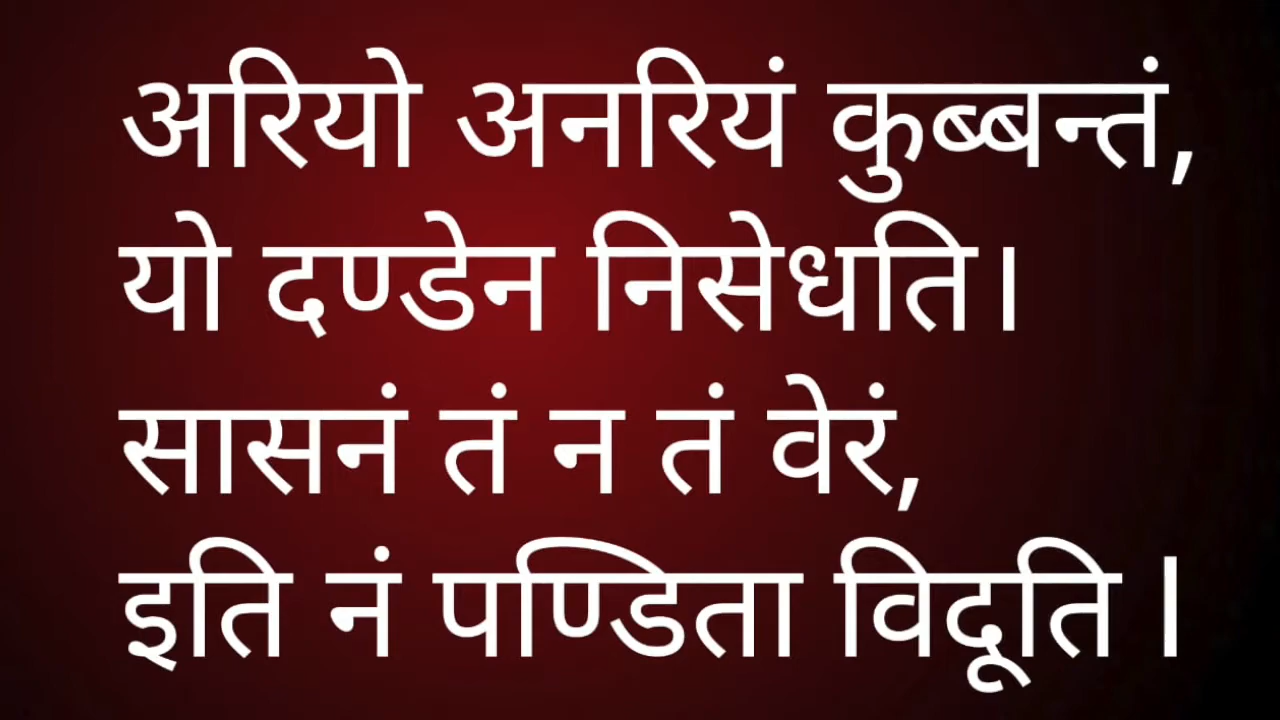 अरियो अनरियं कुब्बन्तं,
यो दण्डेन निसेधति।
सासनं तं न तं वेरं,
इति नं पण्डिता विदूति।